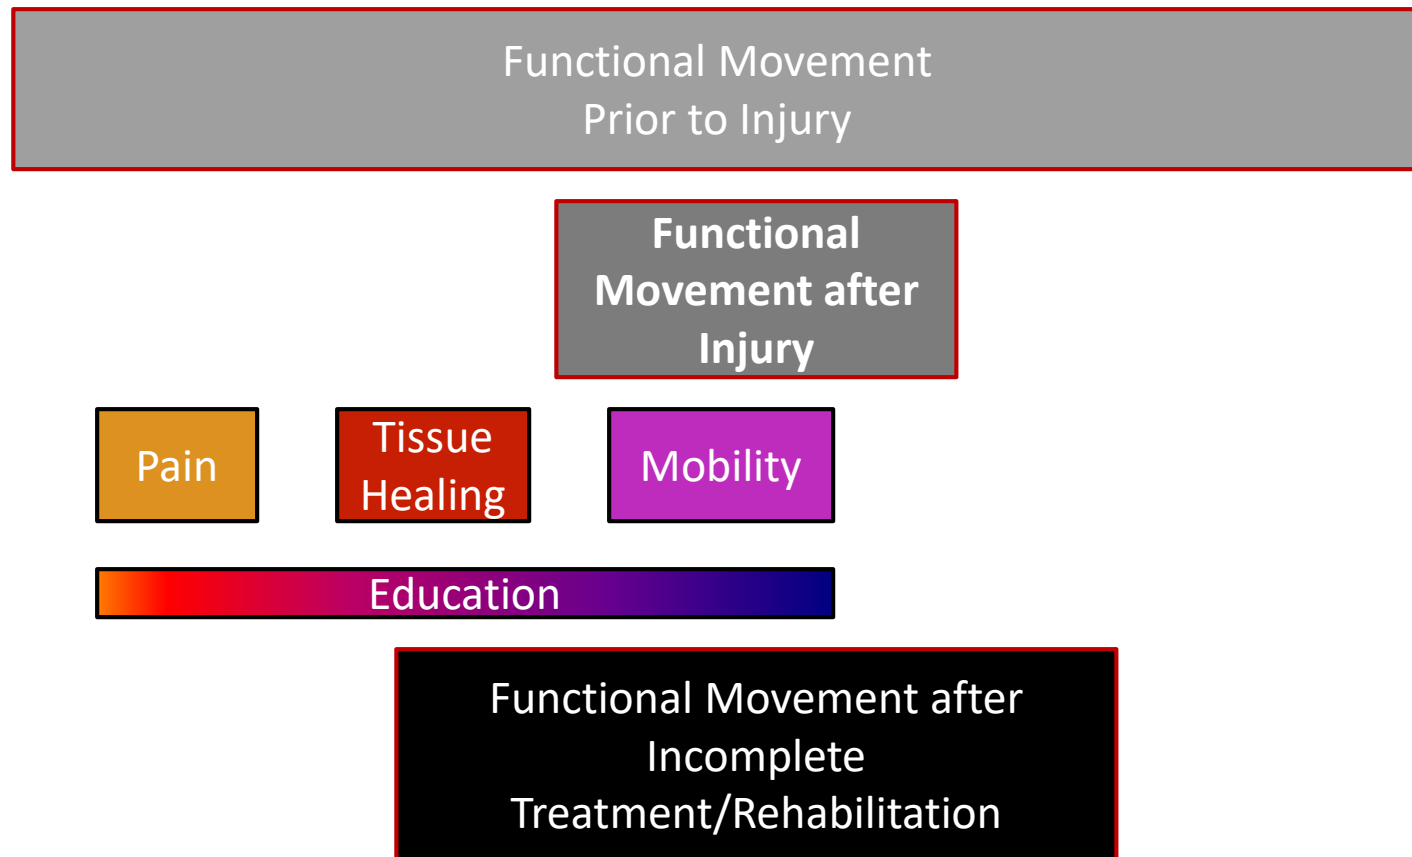 Functional Movement
Prior to Injury
Functional
Movement after
Injury
Pain
Tissue
Healing
Mobility
Education
Functional Movement after
Incomplete
Treatment/Rehabilitation